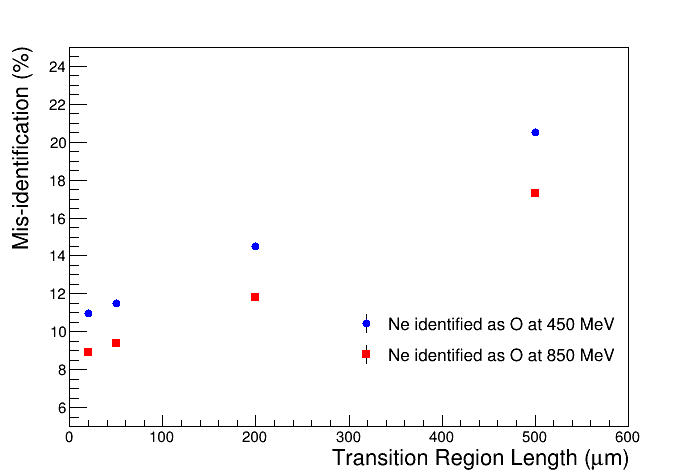 Mis-identification (%)
24
22
20
18
16
14
12
10
8
6
Ne identified as O at 450 MeV
Ne identified as O at 850 MeV
0 100 200 300 400 500 600
Transition Region Length (μm)